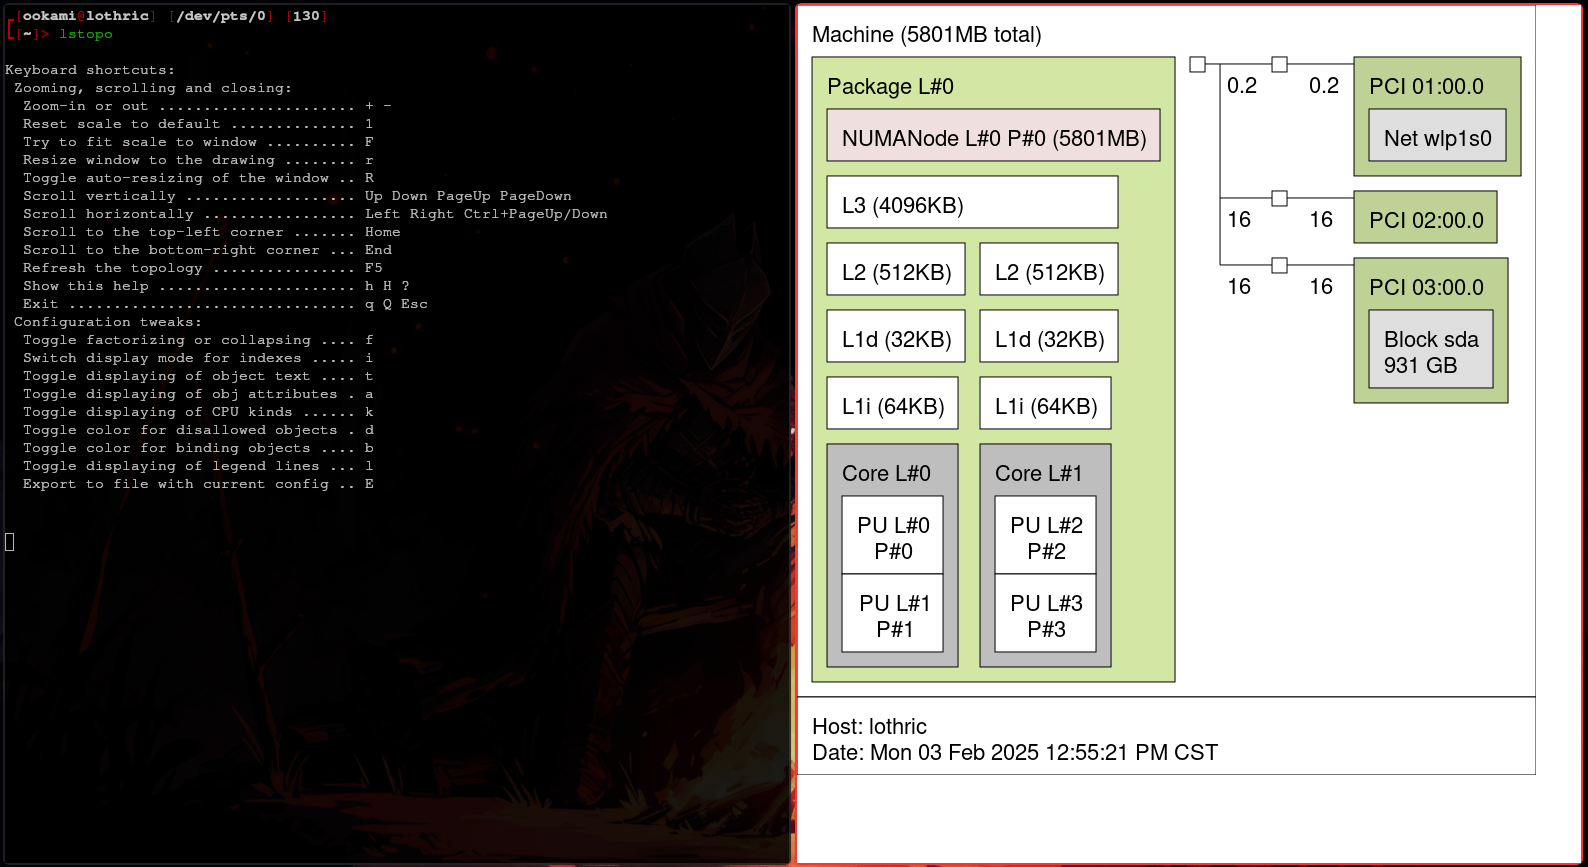 [ookami@lothric] [/dev/pts/0] [130]
[~]> lstopo
Keyboard shortcuts:
Zooming, scrolling and closing:
Zoom-in or out ...................... + -
Reset scale to default .............. 1
Try to fit scale to window .......... F
Resize window to the drawing ........ r
Toggle auto-resizing of the window .. R
Scroll vertically ................... Up Down PageUp PageDown
Scroll horizontally ................. Left Right Ctrl+PageUp/Down
Scroll to the top-left corner ....... Home
Scroll to the bottom-right corner ... End
Refresh the topology ................ F5
Show this help ...................... h H ?
Exit ................................ q Q Esc
Configuration tweaks:
Toggle factorizing or collapsing .... f
Switch display mode for indexes ..... i
Toggle displaying of object text .... t
Toggle displaying of obj attributes . a
Toggle displaying of CPU kinds ...... k
Toggle color for disallowed objects . d
Toggle color for binding objects .... b
Toggle displaying of legend lines ... l
Export to file with current config .. E
Machine (5801MB total)
Package L#0
NUMANode L#0 P#0 (5801MB)
L3 (4096KB)
L2 (512KB) L2 (512KB)
L1d (32KB) L1d (32KB)
L1i (64KB) L1i (64KB)
Core L#0 Core L#1
PU L#0 PU L#2
P#0 P#2
PU L#1 PU L#3
P#1 P#3
0.2 0.2 PCI 01:00.0
Net wlp1s0
16 16 PCI 02:00.0
16 16 PCI 03:00.0
Block sda
931 GB
Host: lothric
Date: Mon 03 Feb 2025 12:55:21 PM CST